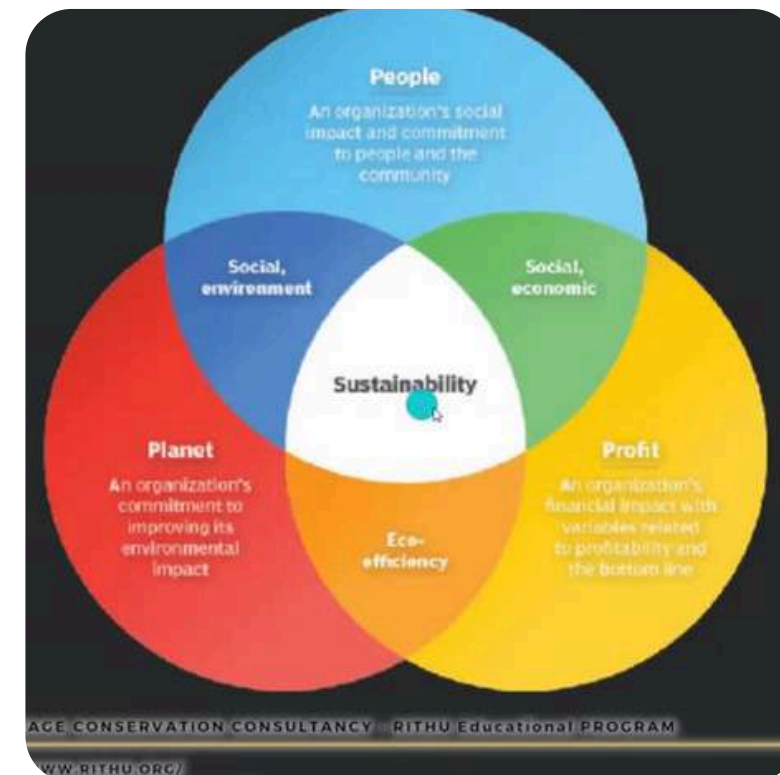 People
An organization's social
impact and commitment
to people and the
community
Social,
environment
Social,
economic
Sustainability
Planet
An organization's
commitment to
improving its
environmental
impact
Profit
An organization's
financial impact with
variables related
to profitability and
the bottom line
Eco-
efficiency
AGE CONSERVATION CONSULTANCY - RITHU Educational PROGRAM
WW.RITHU.ORG/